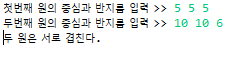 첫번째 원의 중심과 반지름 입력 >> 5 5 5
두번째 원의 중심과 반지름 입력 >> 10 10 6
두 원은 서로 겹친다.